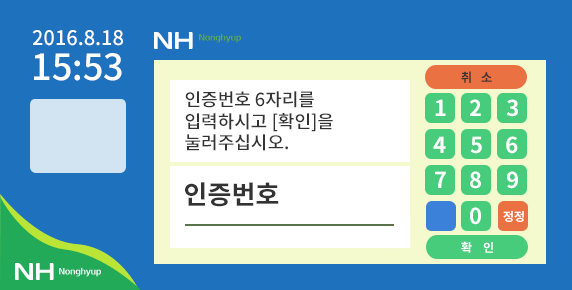 2016.8.18
15:53
NH Nonghyup
인증번호 6자리를
입력하시고 [확인]을
눌러주십시오.
인증번호
취 소
1 2 3
4 5 6
7 8 9
0 정정
확 인
NH Nonghyup